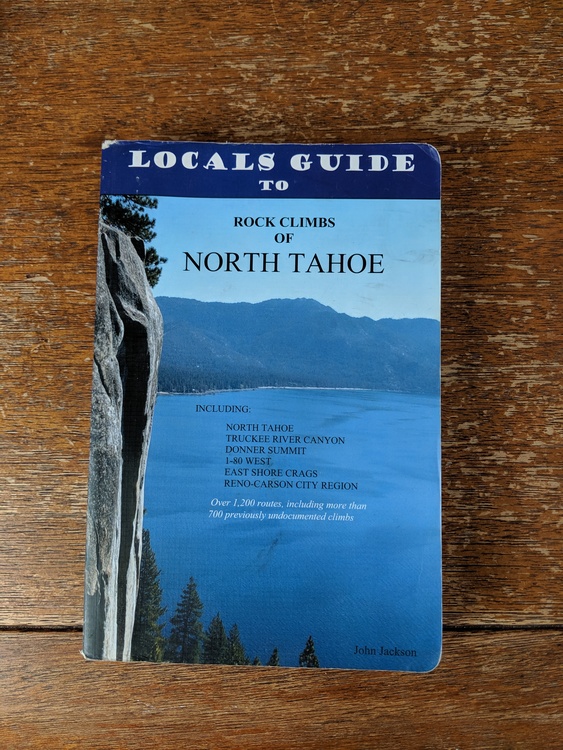 LOCALS GUIDE
TO
ROCK CLIMBS
OF
NORTH TAHOE
INCLUDING:
NORTH TAHOE
TRUCKEE RIVER CANYON
DONNER SUMMIT
1-80 WEST
EAST SHORE CRAGS
RENO-CARSON CITY REGION
Over 1,200 routes, including more than
700 previously undocumented climbs
John Jackson